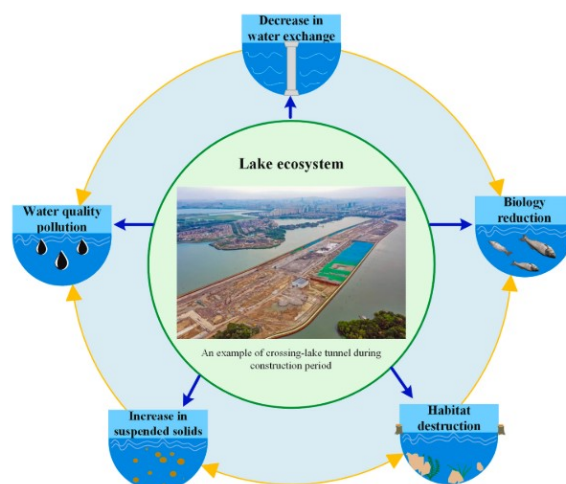 Decrease in
water exchange
Lake ecosystem
Water quality
pollution
Biology
reduction
An example of crossing-lake tunnel during
construction period
Increase in
suspended solids
Habitat
destruction